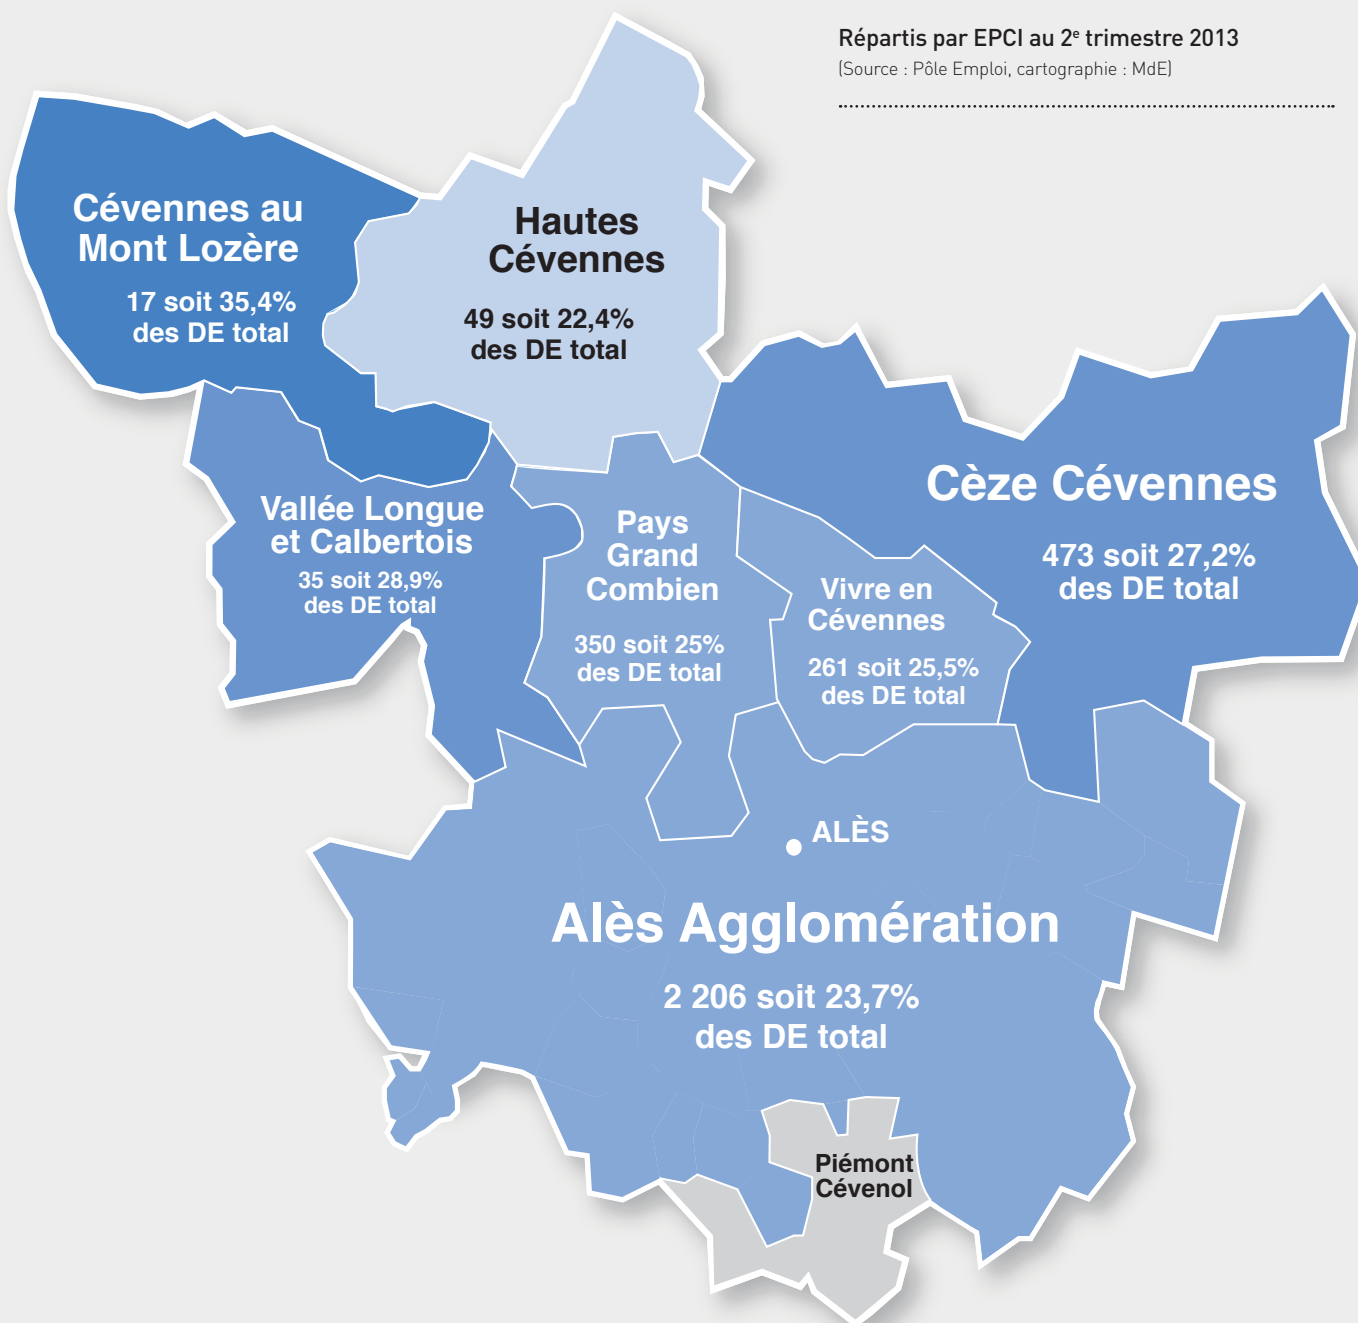 Répartis par EPCI au 2e trimestre 2013
(Source : Pôle Emploi, cartographie : MdE)
Cévennes au
Mont Lozère
17 soit 35,4%
des DE total
Hautes
Cévennes
49 soit 22,4%
des DE total
Cèze Cévennes
473 soit 27,2%
des DE total
Vallée Longue
et Calbertois
35 soit 28,9%
des DE total
Pays
Grand
Combien
350 soit 25%
des DE total
Vivre en
Cévennes
261 soit 25,5%
des DE total
ALÈS
Alès Agglomération
2 206 soit 23,7%
des DE total
Piémont
Cévenol